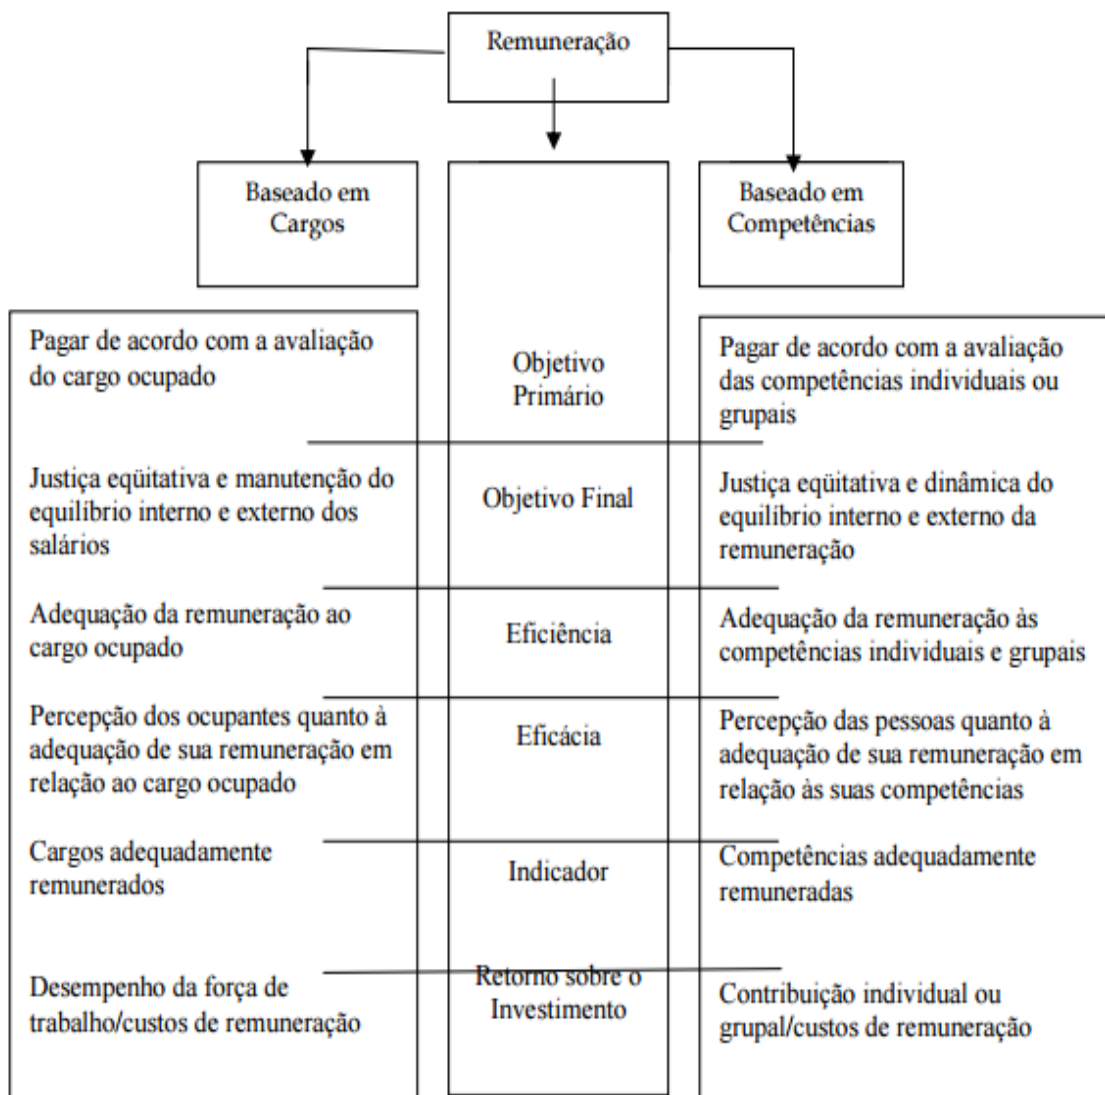 Remuneração
Baseado em
Cargos
Baseado em
Competências
Pagar de acordo com a avaliação
do cargo ocupado
Objetivo
Primário
Pagar de acordo com a avaliação
das competências individuais ou
grupais
Justiça eqüitativa e manutenção do
equilíbrio interno e externo dos
salários
Objetivo Final
Justiça eqüitativa e dinâmica do
equilíbrio interno e externo da
remuneração
Adequação da remuneração ao
cargo ocupado
Eficiência
Adequação da remuneração às
competências individuais e grupais
Percepção dos ocupantes quanto à
adequação de sua remuneração em
relação ao cargo ocupado
Eficácia
Percepção das pessoas quanto à
adequação de sua remuneração em
relação às suas competências
Cargos adequadamente
remunerados
Indicador
Competências adequadamente
remuneradas
Desempenho da força de
trabalho/custos de remuneração
Retorno sobre o
Investimento
Contribuição individual ou
grupal/custos de remuneração